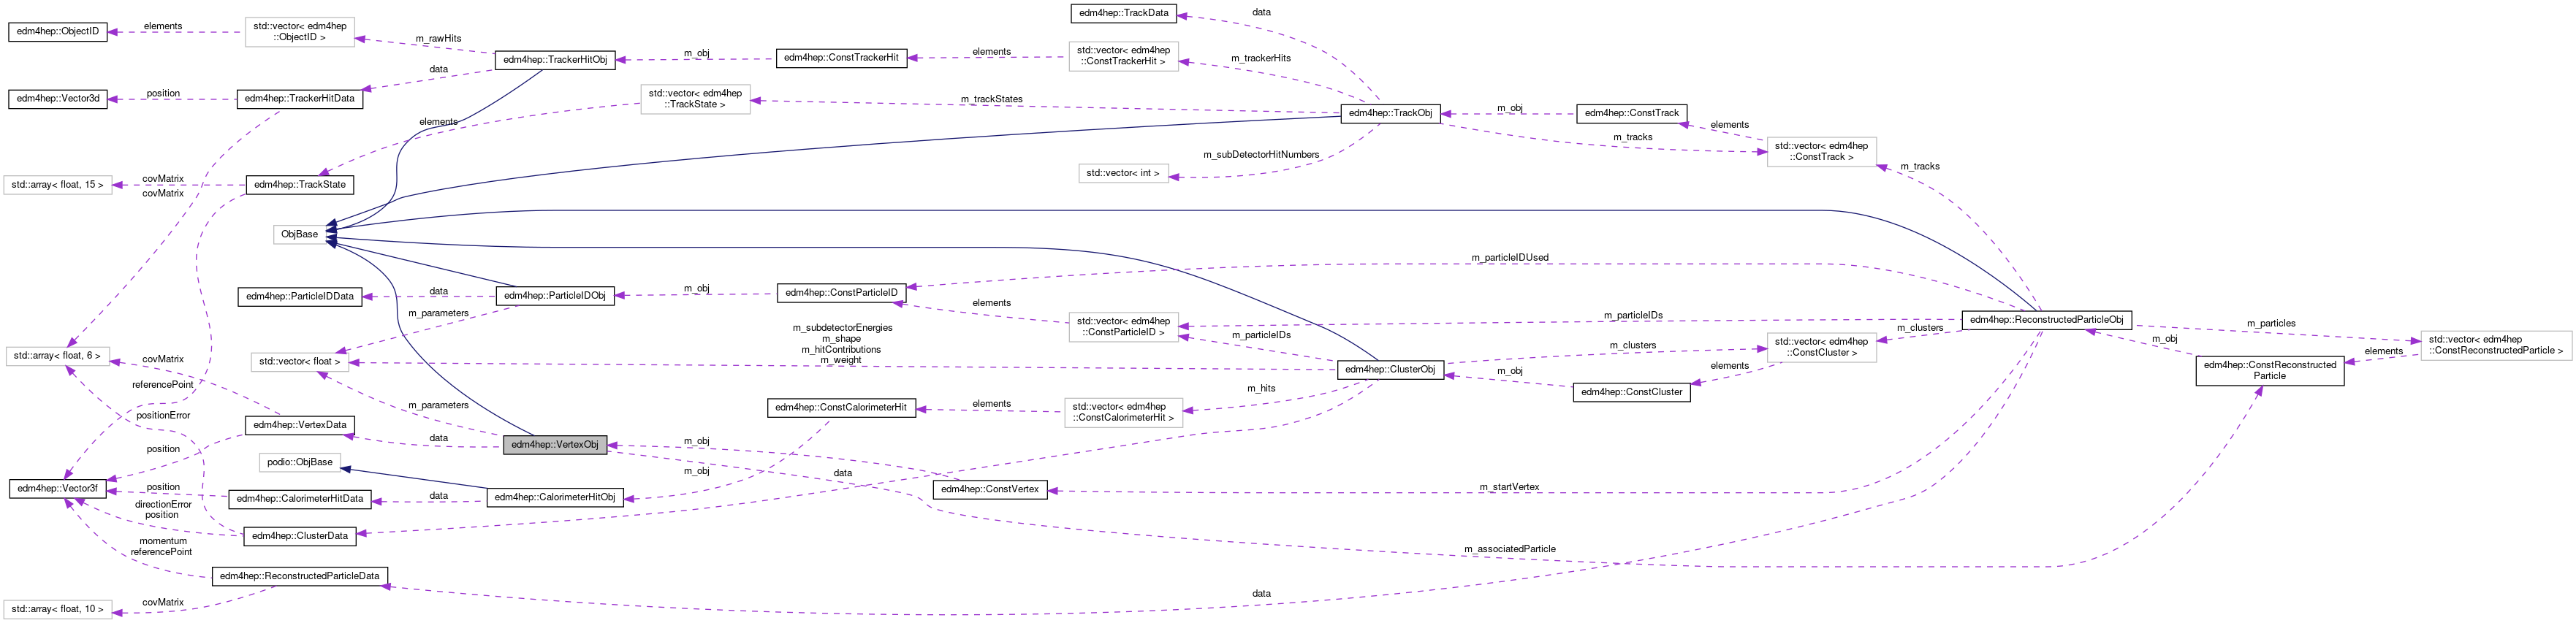 edm4hep::TrackData
data
edm4hep::ObjectID
elements
std::vector< edm4hep
::ObjectID >
m_rawHits
edm4hep::TrackerHitObj
m_obj
edm4hep::ConstTrackerHit
elements
std::vector< edm4hep
::ConstTrackerHit >
m_trackerHits
data
edm4hep::Vector3d
position
edm4hep::TrackerHitData
std::vector< edm4hep
::TrackState >
m_trackStates
edm4hep::TrackObj
m_obj
edm4hep::ConstTrack
elements
elements
m_tracks
std::vector< edm4hep
::ConstTrack >
m_subDetectorHitNumbers
std::vector< int >
m_tracks
std::array< float, 15 >
covMatrix
covMatrix
edm4hep::TrackState
ObjBase
m_particleIDUsed
edm4hep::ParticleIDData
data
edm4hep::ParticleIDObj
m_obj
edm4hep::ConstParticleID
elements
m_parameters
std::vector< edm4hep
::ConstParticleID >
m_particleIDs
m_particleIDs
edm4hep::ReconstructedParticleObj
m_particles
m_clusters
m_obj
std::vector< edm4hep
::ConstReconstructedParticle >
elements
edm4hep::ConstReconstructed
Particle
m_subdetectorEnergies
m_shape
m_hitContributions
m_weight
std::array< float, 6 >
covMatrix
std::vector< float >
m_clusters
std::vector< edm4hep
::ConstCluster >
elements
edm4hep::ClusterObj
m_obj
edm4hep::ConstCluster
referencePoint
m_hits
positionError
m_parameters
edm4hep::ConstCalorimeterHit
elements
std::vector< edm4hep
::ConstCalorimeterHit >
edm4hep::VertexData
data
edm4hep::VertexObj
m_obj
position
podio::ObjBase
m_obj
data
edm4hep::Vector3f
position
edm4hep::CalorimeterHitData
data
edm4hep::CalorimeterHitObj
edm4hep::ConstVertex
m_startVertex
directionError
position
edm4hep::ClusterData
momentum
referencePoint
m_associatedParticle
edm4hep::ReconstructedParticleData
data
std::array< float, 10 >
covMatrix